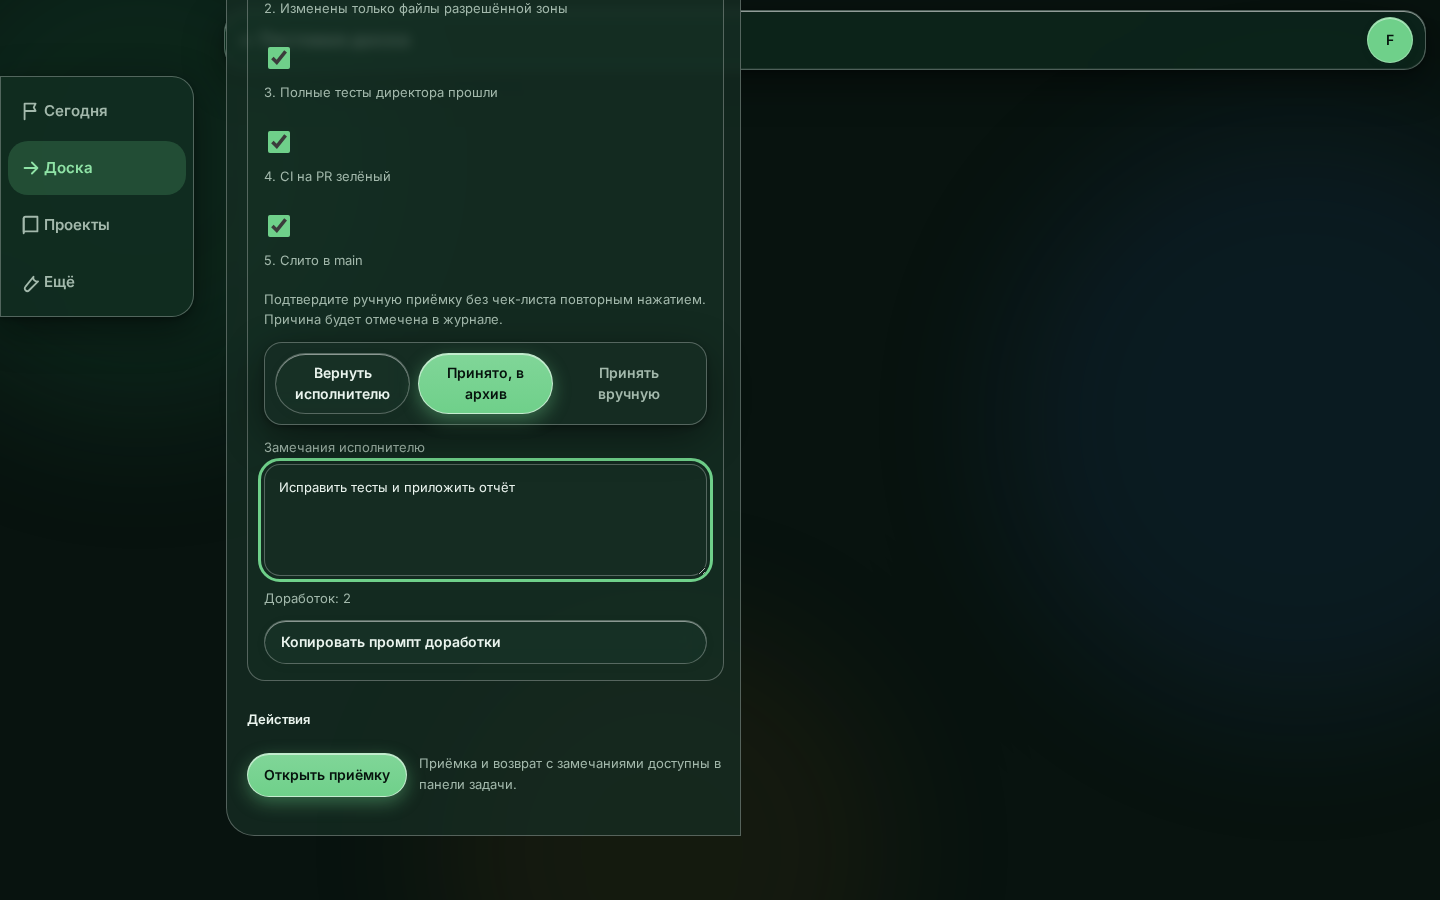 2. Изменены только файлы разрешённой зоны
F
3. Полные тесты директора прошли
Сегодня
Доска
4. CI на PR зелёный
Проекты
5. Слито в main
Ещё
Подтвердите ручную приёмку без чек-листа повторным нажатием.
Причина будет отмечена в журнале.
Вернуть
исполнителю
Принято, в
архив
Принять
вручную
Замечания исполнителю
Исправить тесты и приложить отчёт
Доработок: 2
Копировать промпт доработки
Действия
Открыть приёмку
Приёмка и возврат с замечаниями доступны в
панели задачи.